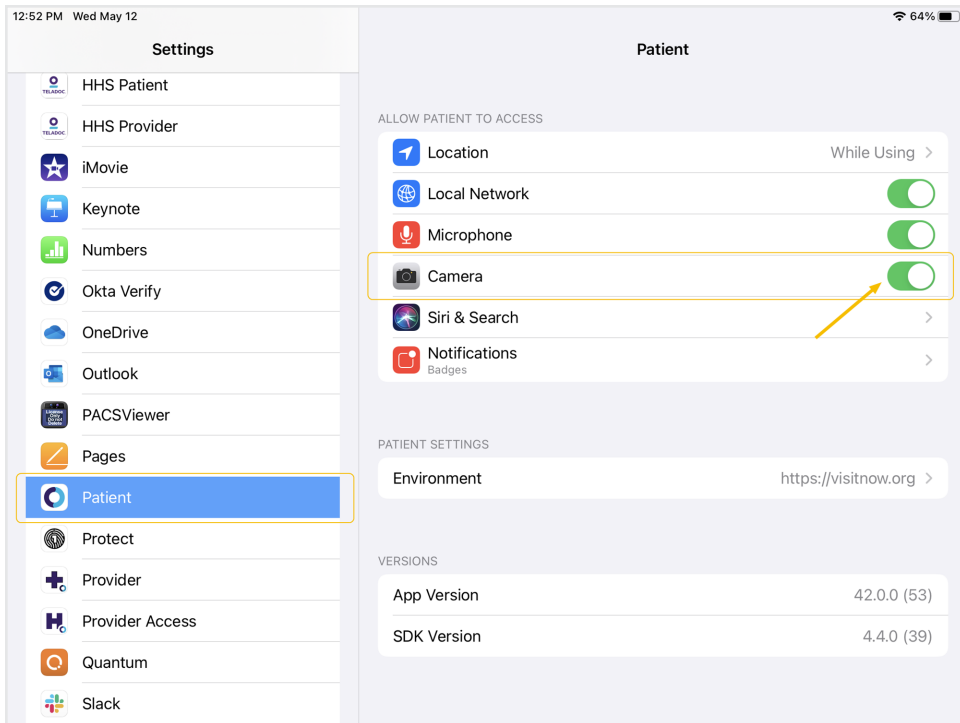 12:52 PM Wed May 12
64%
Settings
HHS Patient
HHS Provider
iMovie
Keynote
Numbers
Okta Verify
OneDrive
Outlook
PACSViewer
Pages
Patient
Protect
Provider
Provider Access
Quantum
Slack
Patient
ALLOW PATIENT TO ACCESS
Location While Using
Local Network
Microphone
Camera
Siri & Search
Notifications
Badges
PATIENT SETTINGS
Environment https://visitnow.org
VERSIONS
App Version 42.0.0 (53)
SDK Version 4.4.0 (39)